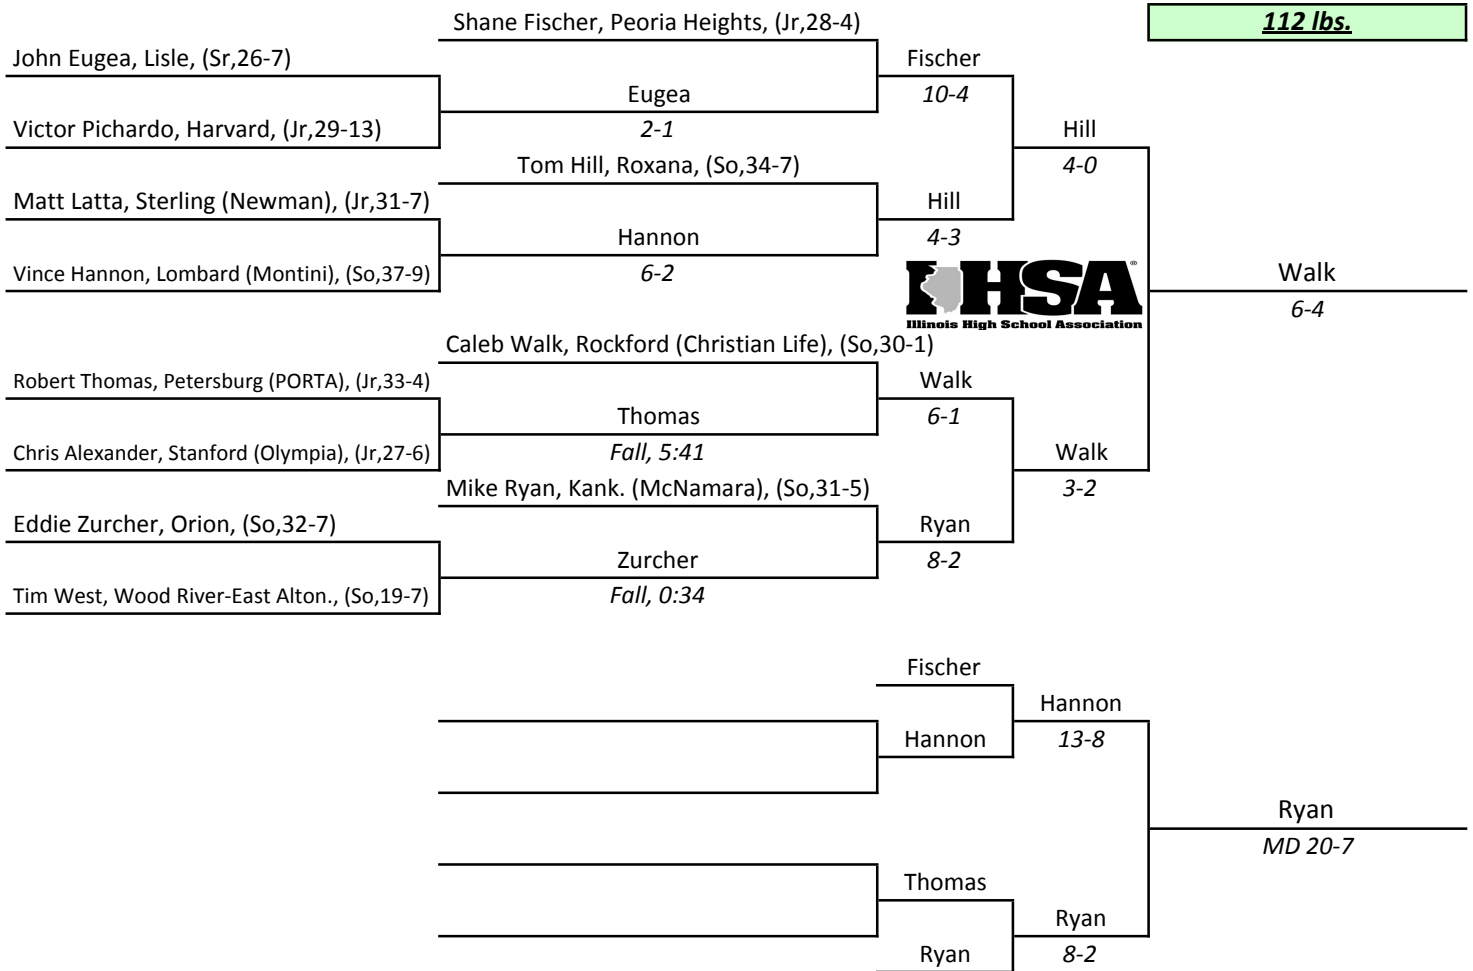 Shane Fischer, Peoria Heights, (Jr,28-4)
112 lbs.
John Eugea, Lisle, (Sr,26-7)
Fischer
Eugea
10-4
Victor Pichardo, Harvard, (Jr,29-13)
2-1
Hill
Tom Hill, Roxana, (So,34-7)
4-0
Matt Latta, Sterling (Newman), (Jr,31-7)
Hill
Hannon
4-3
Vince Hannon, Lombard (Montini), (So,37-9)
6-2
IHSA®
Walk
Illinois High School Association
6-4
Caleb Walk, Rockford (Christian Life), (So,30-1)
Robert Thomas, Petersburg (PORTA), (Jr,33-4)
Walk
Thomas
6-1
Chris Alexander, Stanford (Olympia), (Jr,27-6)
Fall, 5:41
Walk
Mike Ryan, Kank. (McNamara), (So,31-5)
3-2
Eddie Zurcher, Orion, (So,32-7)
Ryan
Zurcher
8-2
Tim West, Wood River-East Alton., (So,19-7)
Fall, 0:34
Fischer
Hannon
Hannon
13-8
Ryan
MD 20-7
Thomas
Ryan
Ryan
8-2